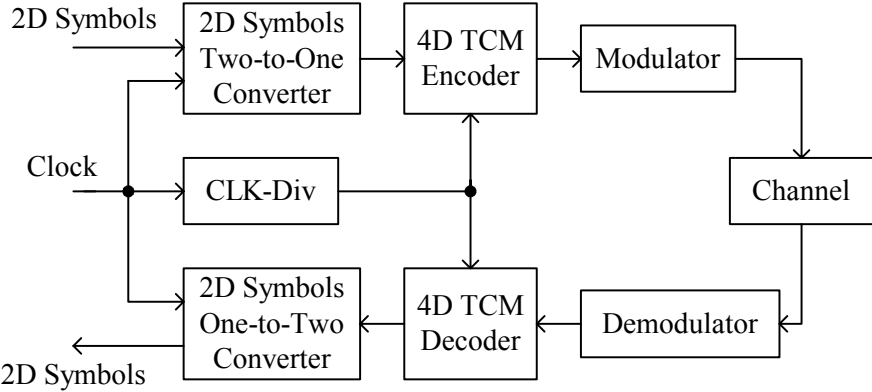 2D Symbols
2D Symbols
Two-to-One
Converter
4D TCM
Encoder
Modulator
Clock
CLK-Div
Channel
2D Symbols
One-to-Two
Converter
4D TCM
Decoder
Demodulator
2D Symbols